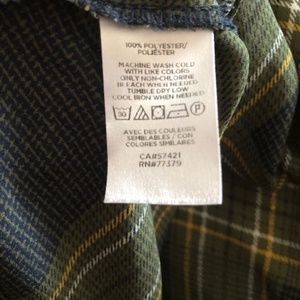 100% POLYESTER/
POLIÉSTER
MACHINE WASH COLD
WITH LIKE COLORS
ONLY NON-CHLORINE
BLEACH WHEN NEEDED
TUMBLE DRY LOW
COOL IRON WHEN NEEDED
30 P
AVEC DES COULEURS
SEMBLABLES / CON
COLORES SIMILARES
CA#57421
RN#77379